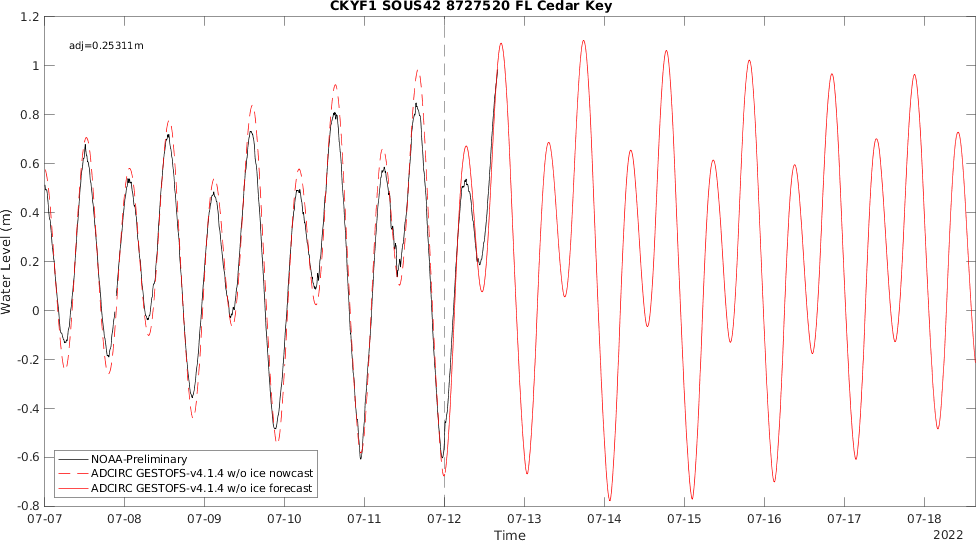 CKYF1 SOUS42 8727520 FL Cedar Key
adj=0.25311m
1.2
1
0.8
0.6
0.4
0.2
0
-0.2
-0.4
-0.6
-0.8
Water Level (m)
NOAA-Preliminary
ADCIRC GESTOFS-v4.1.4 w/o ice nowcast
ADCIRC GESTOFS-v4.1.4 w/o ice forecast
07-07 07-08 07-09 07-10 07-11 07-12 07-13 07-14 07-15 07-16 07-17 07-18
Time
2022